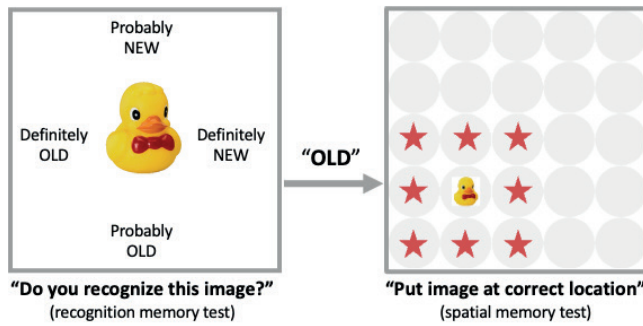 Probably
NEW
Definitely
OLD
Definitely
NEW
Probably
OLD
"OLD"
"Do you recognize this image?"
(recognition memory test)
"Put image at correct location"
(spatial memory test)